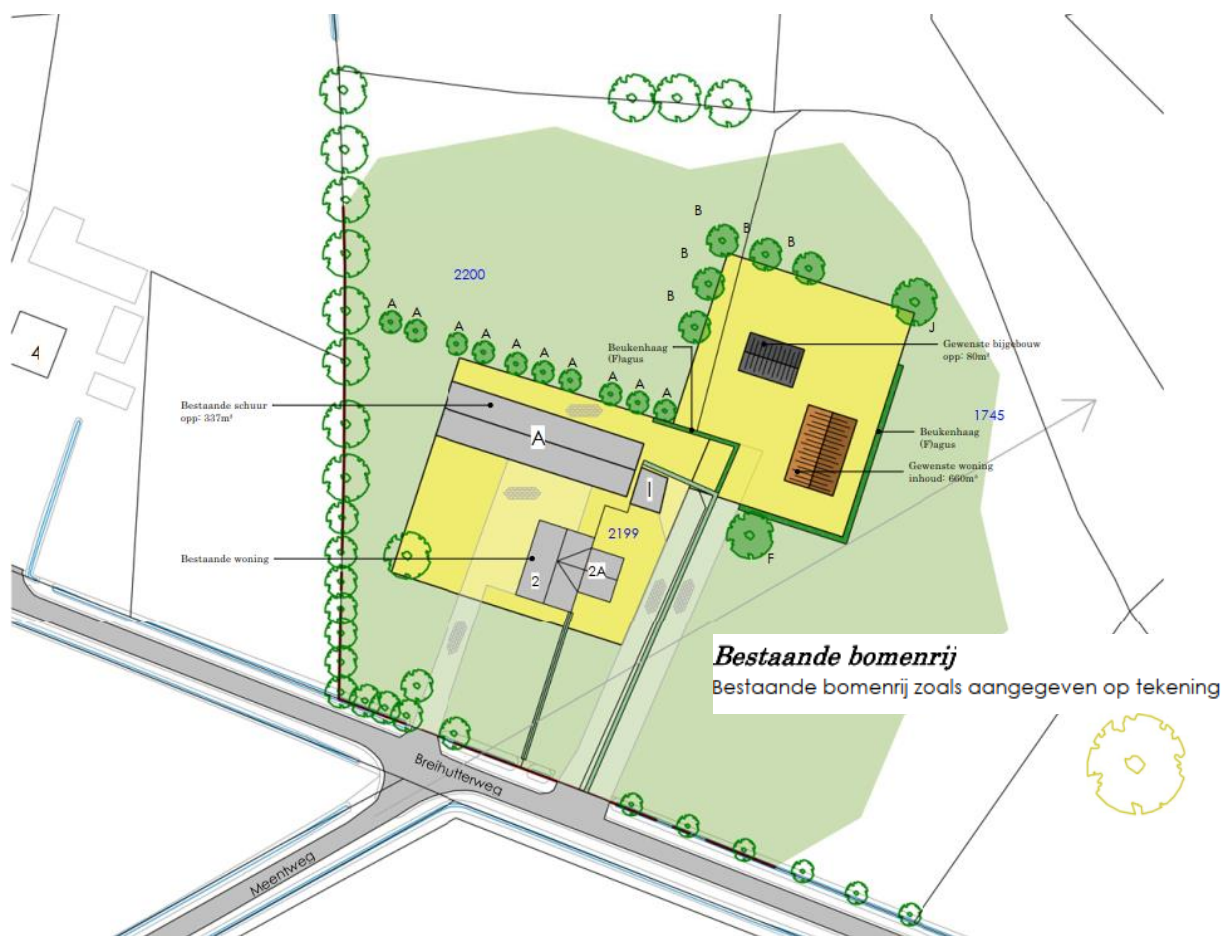 B
B
B
B
B
2200
A
A
A
A
A
A
A
A
A
A
J
Beukenhaag
(F)agus
Gewenste bijgebouw
opp: 80m²
4
Bestaande schuur
opp: 337m²
A
1745
Beukenhaag
(F)agus
Gewenste woning
inhoud: 660m³
1
2199
Bestaande woning
2
2A
F
Bestaande bomenrij
Bestaande bomenrij zoals aangegeven op tekening
Breihutterweg
Meentweg